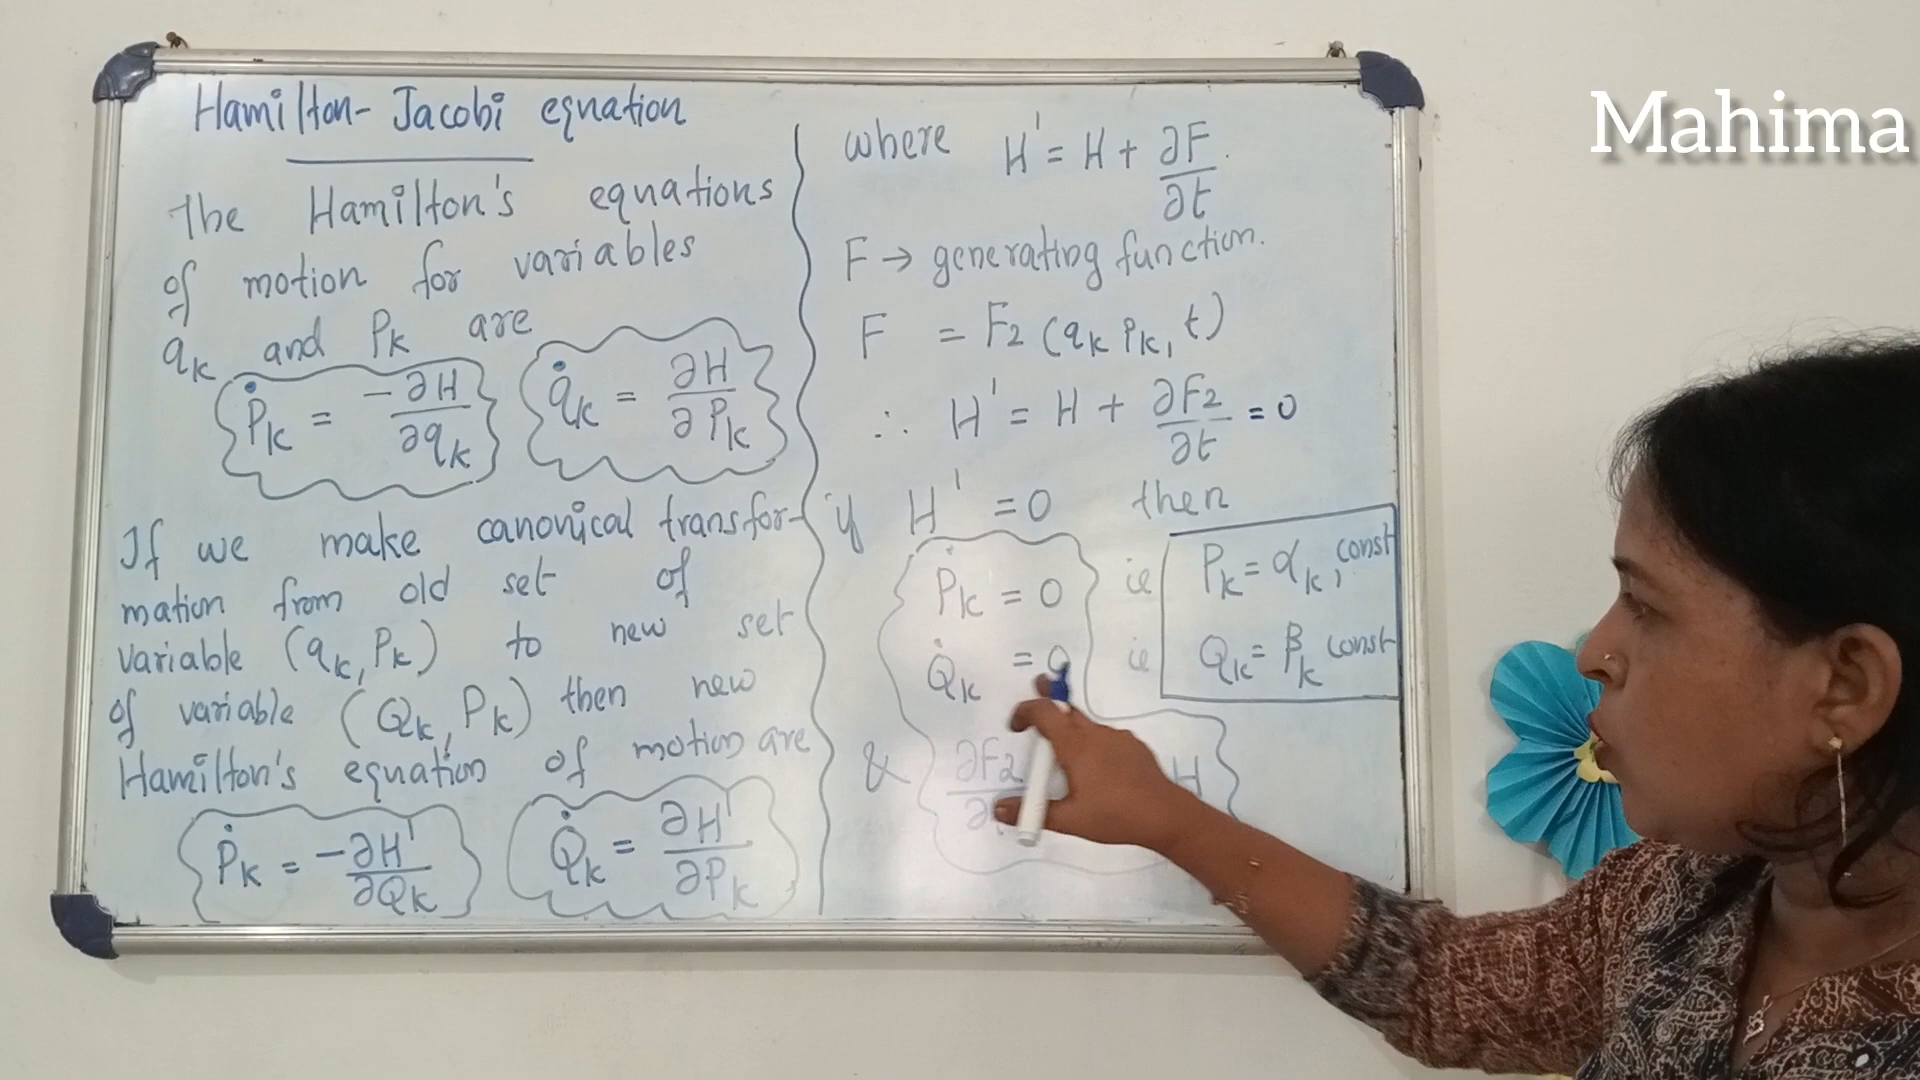 Hamilton-Jacobi equation
The Hamilton's equations
of motion for variables
qₖ and Pₖ are
Ṗₖ = -∂H/∂qₖ q̇ₖ = ∂H/∂Pₖ
If we make canonical transfor-
mation from old set of
variable (qₖ, Pₖ) to new set
of variable (Qₖ, Pₖ) then new
Hamilton's equation of motion are
Ṗₖ = -∂H'/∂Qₖ Q̇ₖ = ∂H'/∂Pₖ
where H' = H + ∂F/∂t
F → generating function.
F = F₂ (qₖ Pₖ, t)
∴ H' = H + ∂F₂/∂t = 0
if H' = 0 then
Ṗₖ = 0 ie Pₖ = αₖ, const
Q̇ₖ = 0 ie Qₖ = βₖ const
& ∂F₂ H
Mahima